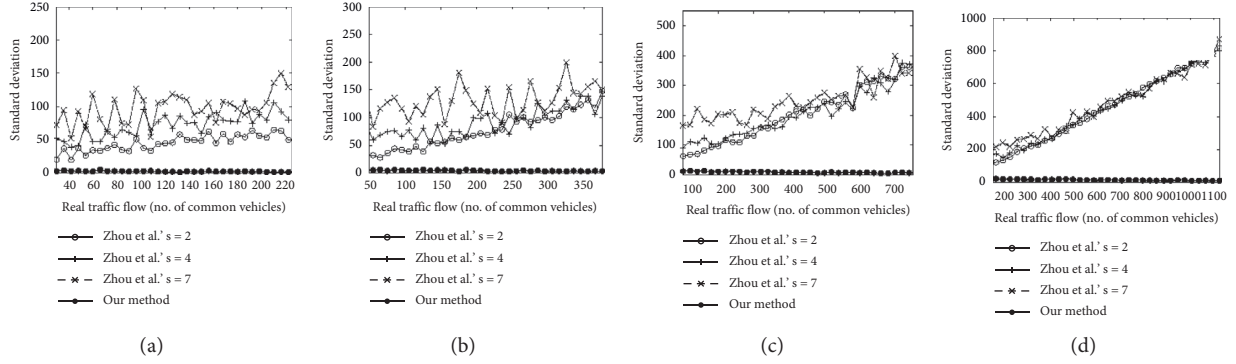 250
200
150
100
50
0
Standard deviation
40 60 80 100 120 140 160 180 200 220
Real traffic flow (no. of common vehicles)
Zhou et al.’ s = 2
Zhou et al.’ s = 4
Zhou et al.’ s = 7
Our method
(a)
300
250
200
150
100
50
0
Standard deviation
50 100 150 200 250 300 350
Real traffic flow (no. of common vehicles)
Zhou et al.’ s = 2
Zhou et al.’ s = 4
Zhou et al.’ s = 7
Our method
(b)
500
400
300
200
100
0
Standard deviation
100 200 300 400 500 600 700
Real traffic flow (no. of common vehicles)
Zhou et al.’ s = 2
Zhou et al.’ s = 4
Zhou et al.’ s = 7
Our method
(c)
1000
800
600
400
200
0
Standard deviation
200 300 400 500 600 700 800 900 1000 1100
Real traffic flow (no. of common vehicles)
Zhou et al.’ s = 2
Zhou et al.’ s = 4
Zhou et al.’ s = 7
Our method
(d)